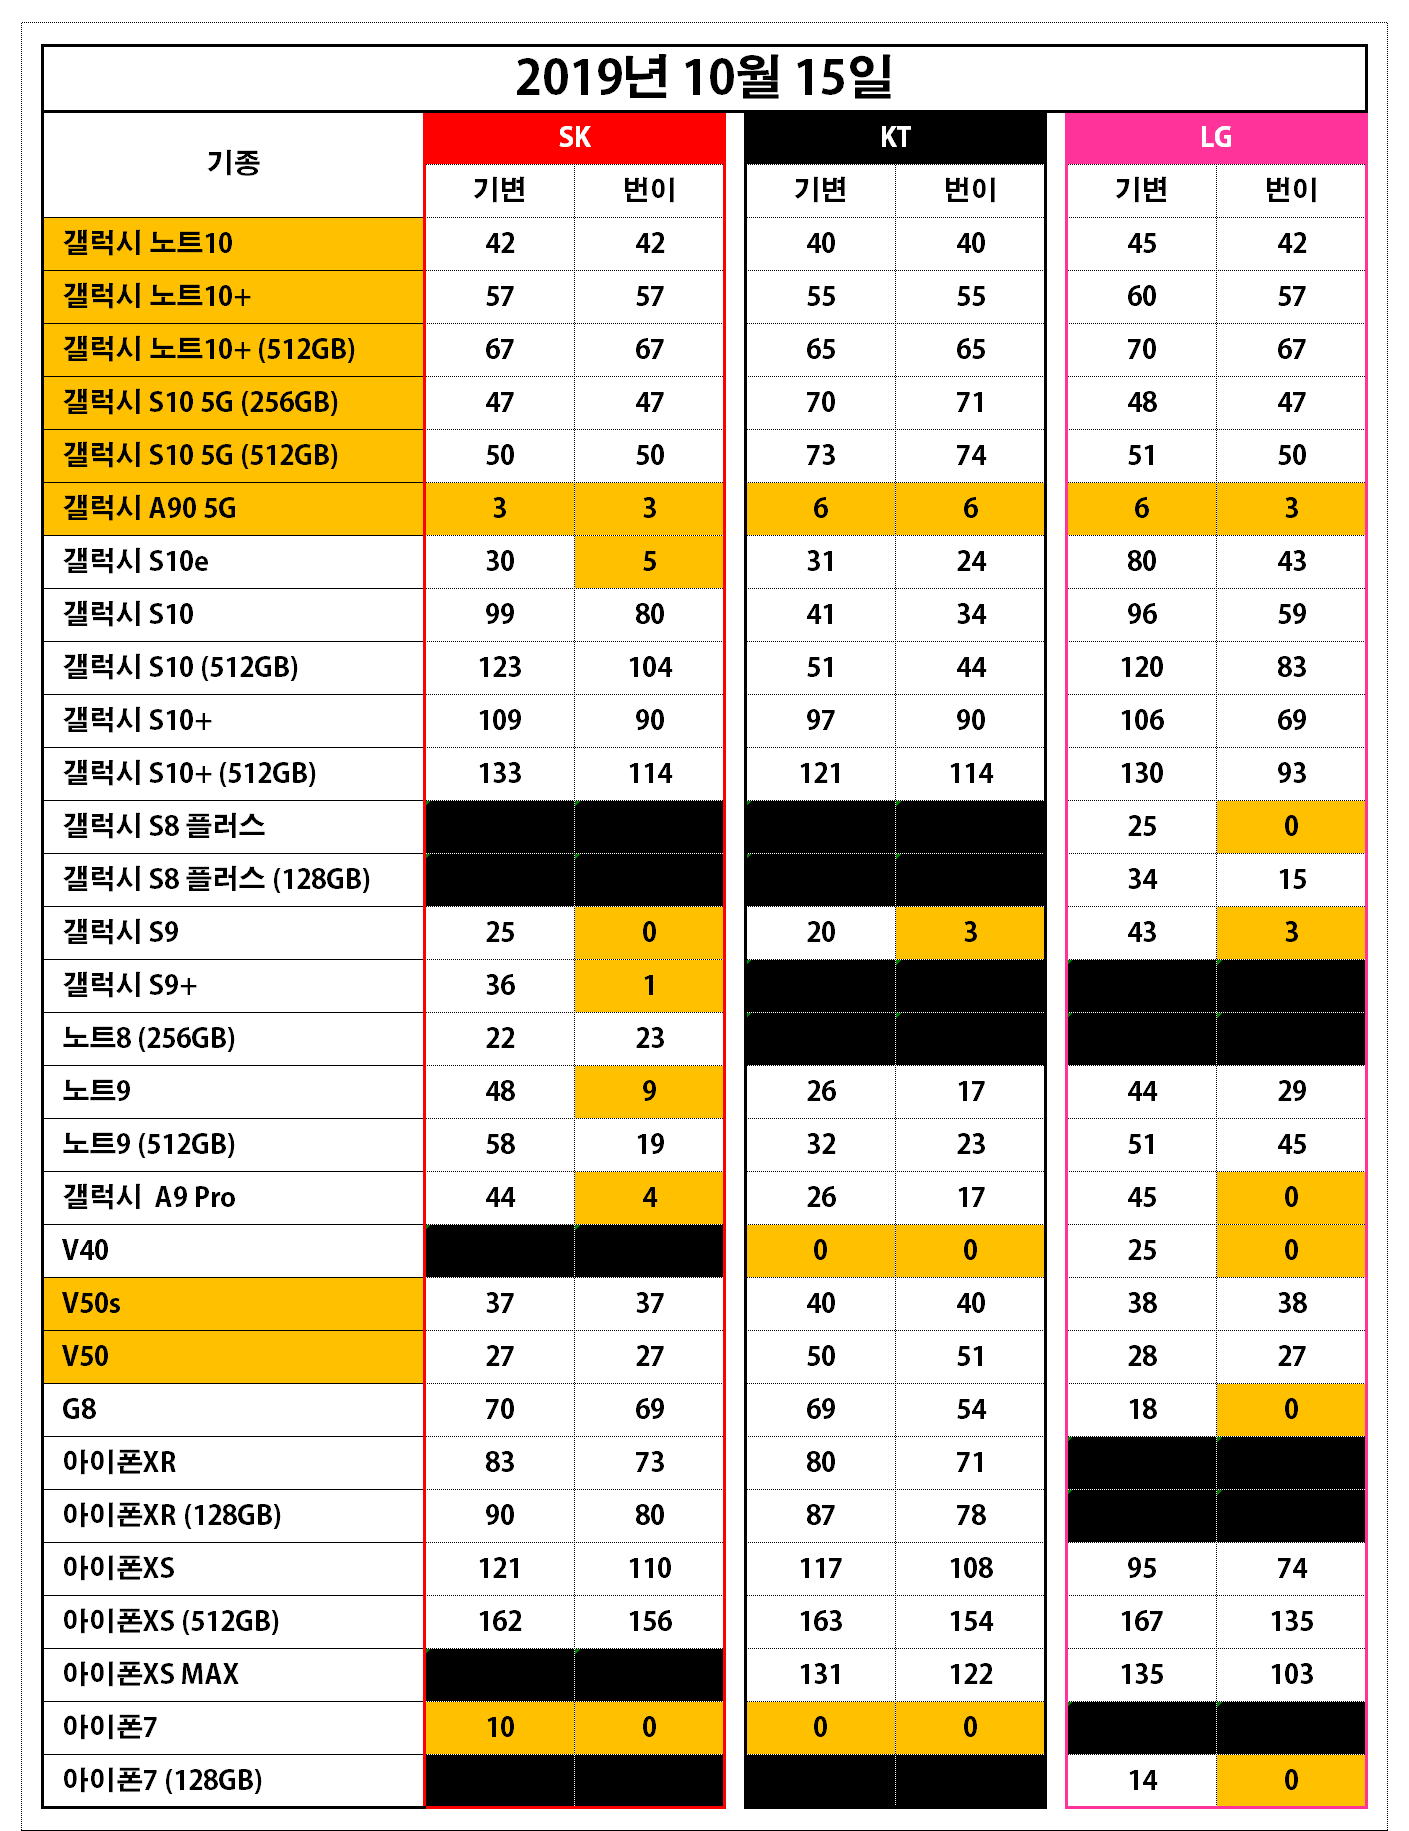 2019년 10월 15일
기종 SK KT LG
기변 번이 기변 번이 기변 번이
갤럭시 노트10 42 42 40 40 45 42
갤럭시 노트10+ 57 57 55 55 60 57
갤럭시 노트10+ (512GB) 67 67 65 65 70 67
갤럭시 S10 5G (256GB) 47 47 70 71 48 47
갤럭시 S10 5G (512GB) 50 50 73 74 51 50
갤럭시 A90 5G 3 3 6 6 6 3
갤럭시 S10e 30 5 31 24 80 43
갤럭시 S10 99 80 41 34 96 59
갤럭시 S10 (512GB) 123 104 51 44 120 83
갤럭시 S10+ 109 90 97 90 106 69
갤럭시 S10+ (512GB) 133 114 121 114 130 93
갤럭시 S8 플러스 25 0
갤럭시 S8 플러스 (128GB) 34 15
갤럭시 S9 25 0 20 3 43 3
갤럭시 S9+ 36 1
노트8 (256GB) 22 23
노트9 48 9 26 17 44 29
노트9 (512GB) 58 19 32 23 51 45
갤럭시 A9 Pro 44 4 26 17 45 0
V40 0 0 25 0
V50s 37 37 40 40 38 38
V50 27 27 50 51 28 27
G8 70 69 69 54 18 0
아이폰XR 83 73 80 71
아이폰XR (128GB) 90 80 87 78
아이폰XS 121 110 117 108 95 74
아이폰XS (512GB) 162 156 163 154 167 135
아이폰XS MAX 131 122 135 103
아이폰7 10 0 0 0
아이폰7 (128GB) 14 0